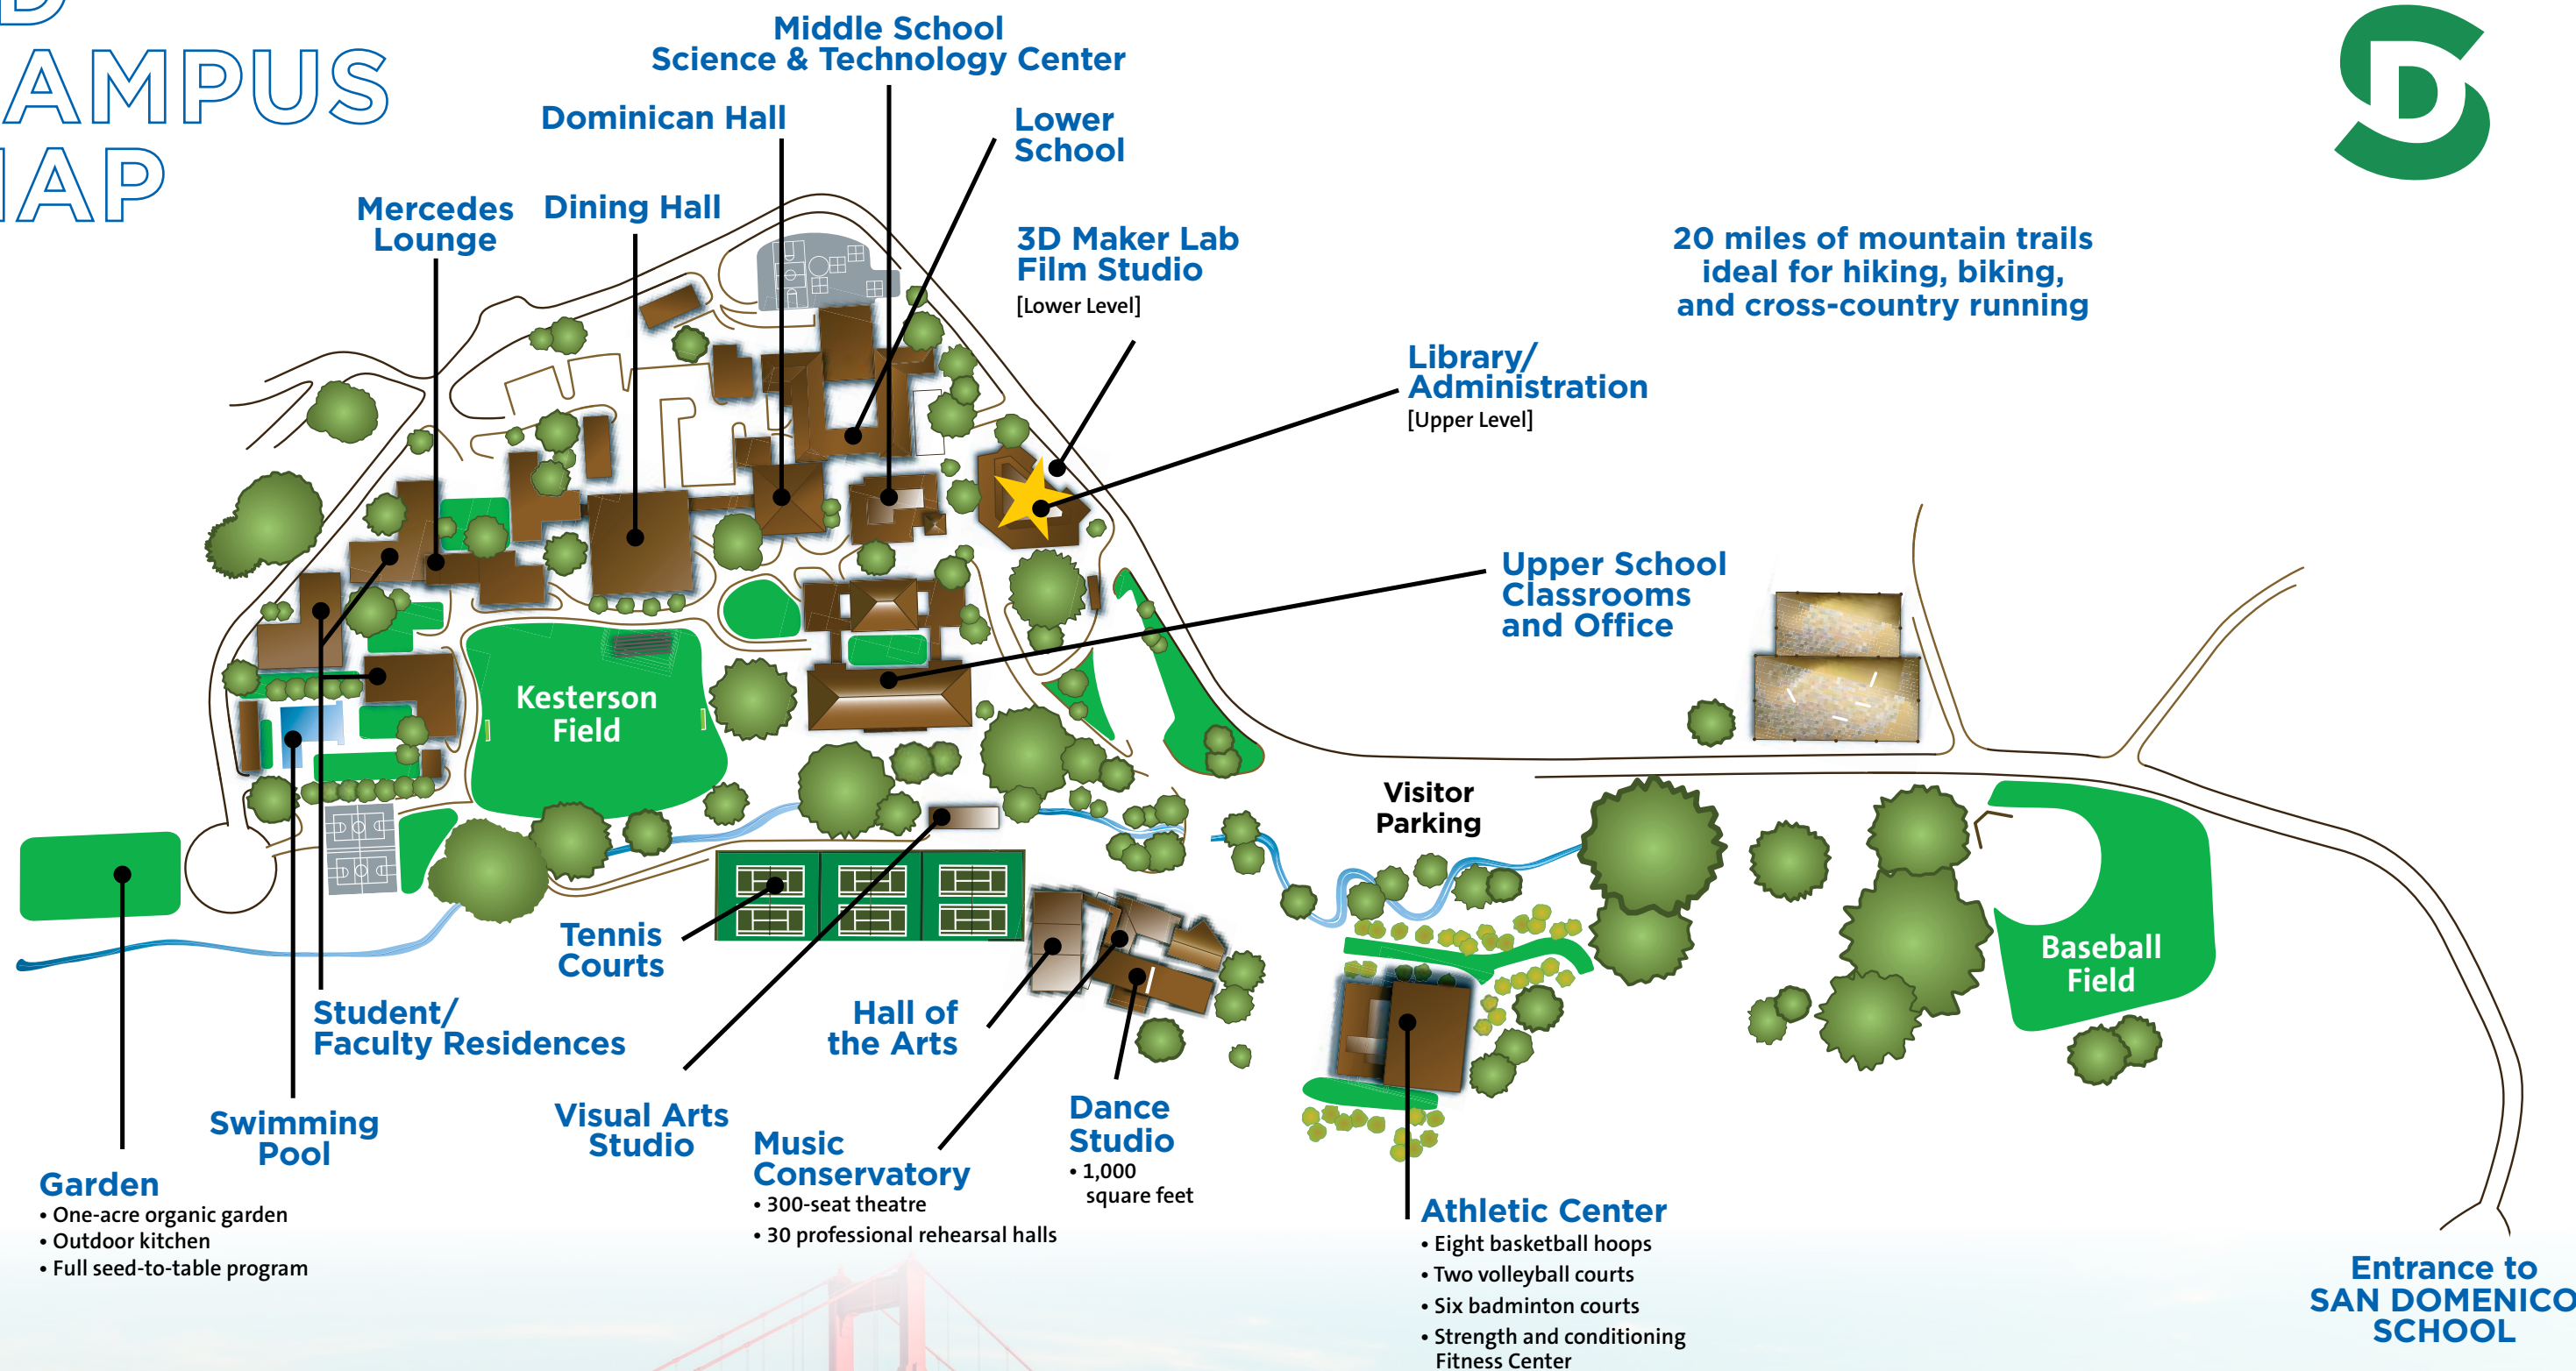 CAMPUS
MAP
Middle School
Science & Technology Center
Dominican Hall
Lower
School
Mercedes
Lounge
Dining Hall
3D Maker Lab
Film Studio
[Lower Level]
20 miles of mountain trails
ideal for hiking, biking,
and cross-country running
Library/
Administration
[Upper Level]
Upper School
Classrooms
and Office
Kesterson
Field
Visitor
Parking
Baseball
Field
Tennis
Courts
Student/
Faculty Residences
Hall of
the Arts
Swimming
Pool
Visual Arts
Studio
Music
Conservatory
• 300-seat theatre
• 30 professional rehearsal halls
Dance
Studio
• 1,000
square feet
Garden
• One-acre organic garden
• Outdoor kitchen
• Full seed-to-table program
Athletic Center
• Eight basketball hoops
• Two volleyball courts
• Six badminton courts
• Strength and conditioning
Fitness Center
Entrance to
SAN DOMENICO
SCHOOL
SD